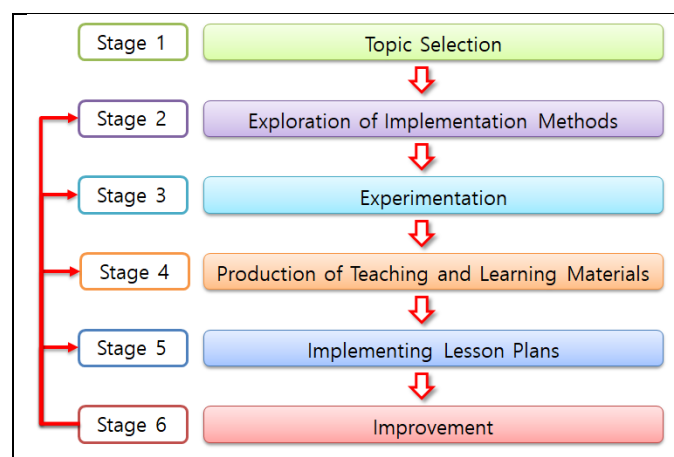 Stage 1
Topic Selection
Stage 2
Exploration of Implementation Methods
Stage 3
Experimentation
Stage 4
Production of Teaching and Learning Materials
Stage 5
Implementing Lesson Plans
Stage 6
Improvement